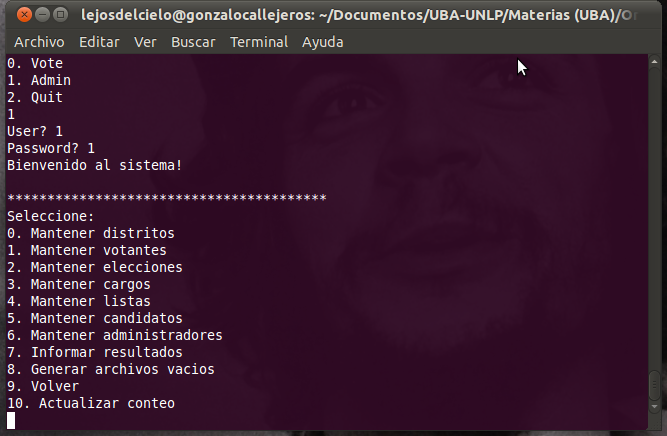 lejosdelcielo@gonzalocallejeros: ~/Documentos/UBA-UNLP/Materias (UBA)/Or
Archivo Editar Ver Buscar Terminal Ayuda
0. Vote
1. Admin
2. Quit
1
User? 1
Password? 1
Bienvenido al sistema!
****************************************
Seleccione:
0. Mantener distritos
1. Mantener votantes
2. Mantener elecciones
3. Mantener cargos
4. Mantener listas
5. Mantener candidatos
6. Mantener administradores
7. Informar resultados
8. Generar archivos vacios
9. Volver
10. Actualizar conteo